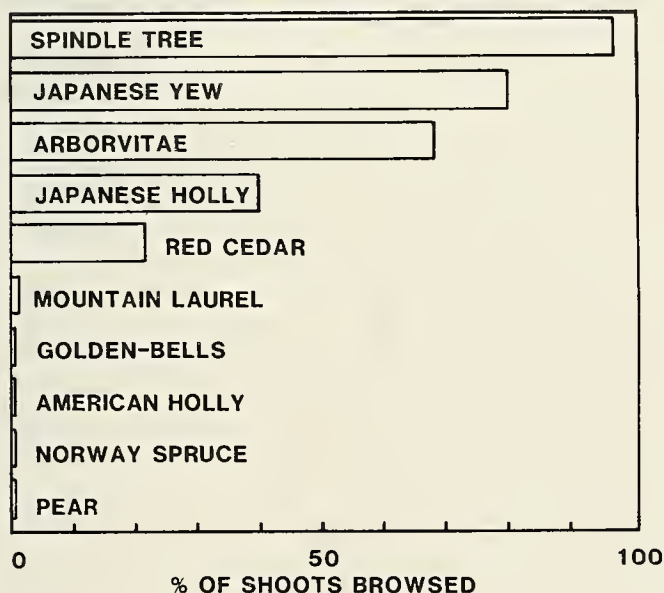 SPINDLE TREE
JAPANESE YEW
ARBORVITAE
JAPANESE HOLLY
RED CEDAR
MOUNTAIN LAUREL
GOLDEN-BELLS
AMERICAN HOLLY
NORWAY SPRUCE
PEAR
0 50 100
% OF SHOOTS BROWSED